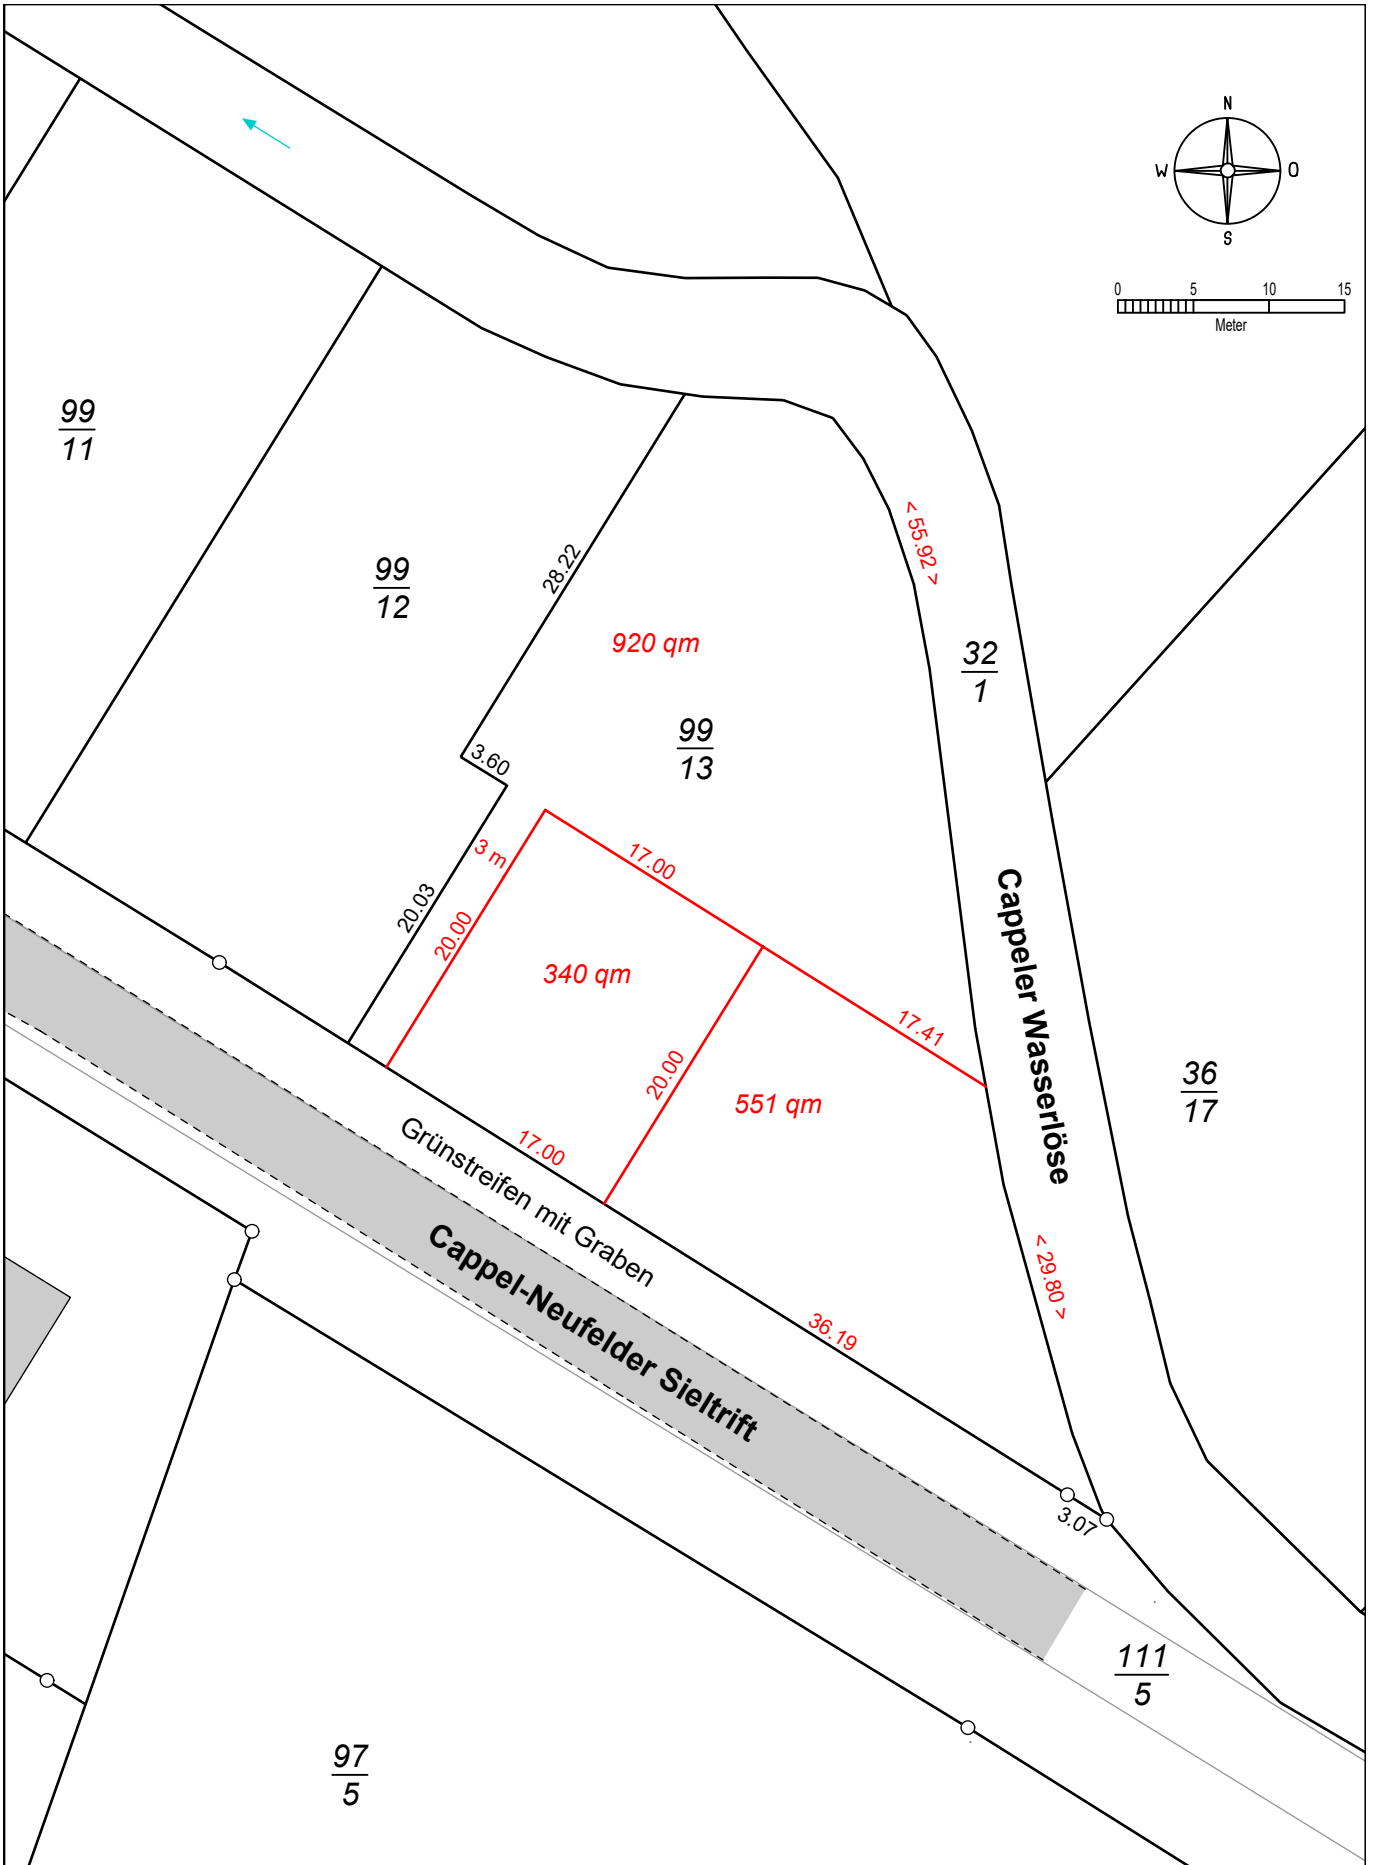 N
W
O
S
0 5 10 15
Meter
99
11
99
12
28.22
< 55.92 >
920 qm
32
1
99
13
3.60
3 m
17.00
20.03
20.00
340 qm
17.41
Cappeler Wasserlöse
20.00
551 qm
36
17
17.00
Grünstreifen mit Graben
Cappel-Neufelder Sieltrift
< 29.80 >
36.19
3.07
111
5
97
5